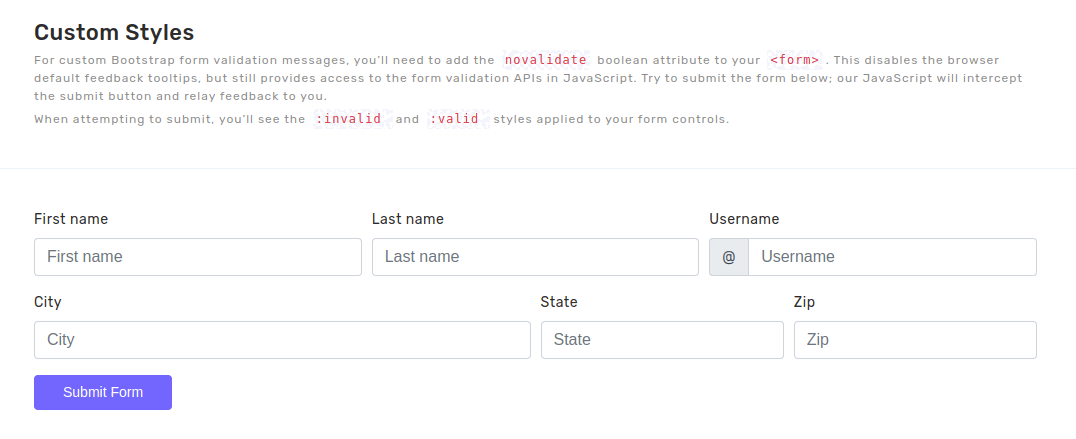 Custom Styles
For custom Bootstrap form validation messages, you'll need to add the novalidate boolean attribute to your <form> . This disables the browser
default feedback tooltips, but still provides access to the form validation APIs in JavaScript. Try to submit the form below; our JavaScript will intercept
the submit button and relay feedback to you.
When attempting to submit, you'll see the :invalid and :valid styles applied to your form controls.
First name Last name Username
First name Last name @ Username
City State Zip
City State Zip
Submit Form